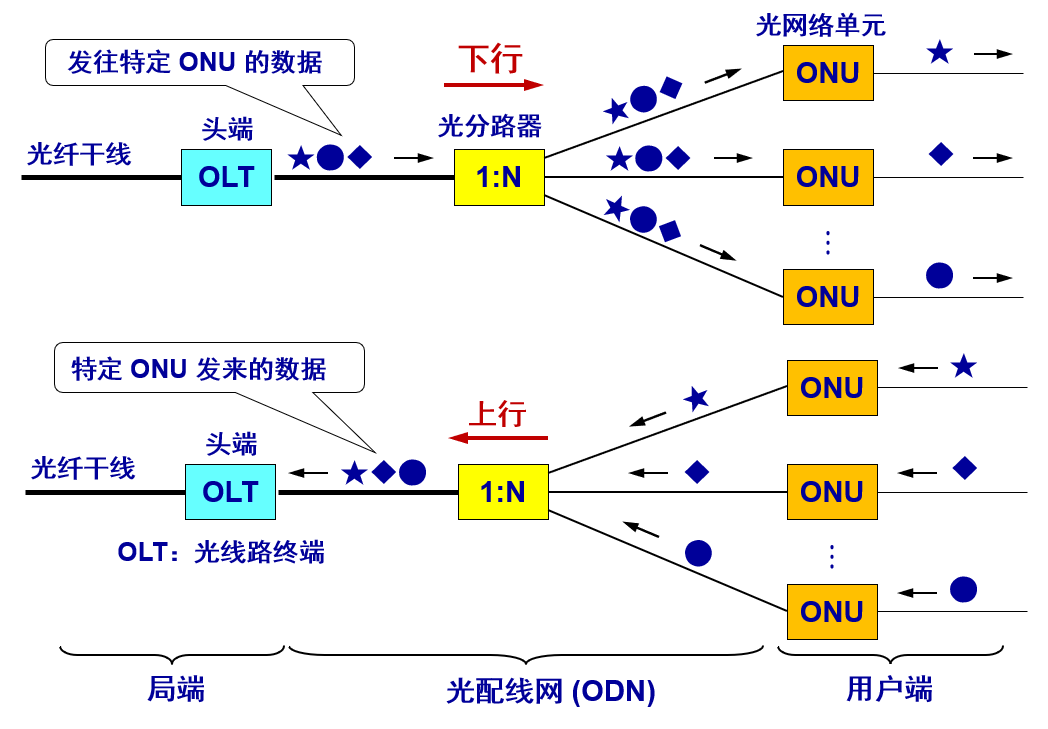 光网络单元
发往特定 ONU 的数据
下行
ONU
头端
光分路器
光纤干线
OLT
1:N
ONU
⋮
ONU
特定 ONU 发来的数据
上行
ONU
头端
光纤干线
OLT
1:N
ONU
OLT：光线路终端
⋮
ONU
局端
光配线网 (ODN)
用户端